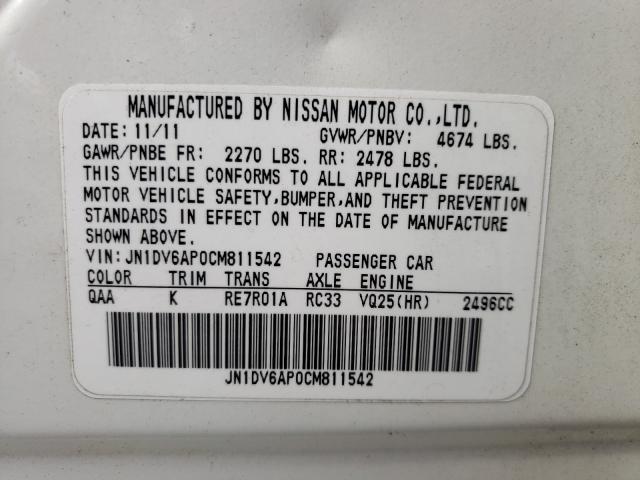 MANUFACTURED BY NISSAN MOTOR CO.,LTD.
DATE: 11/11 GVWR/PNBV: 4674 LBS.
GAWR/PNBE FR: 2270 LBS. RR: 2478 LBS.
THIS VEHICLE CONFORMS TO ALL APPLICABLE FEDERAL
MOTOR VEHICLE SAFETY,BUMPER,AND THEFT PREVENTION
STANDARDS IN EFFECT ON THE DATE OF MANUFACTURE
SHOWN ABOVE.
VIN:JN1DV6AP0CM811542 PASSENGER CAR
COLOR TRIM TRANS AXLE ENGINE
QAA K RE7R01A RC33 VQ25(HR) 2496CC
JN1DV6AP0CM811542